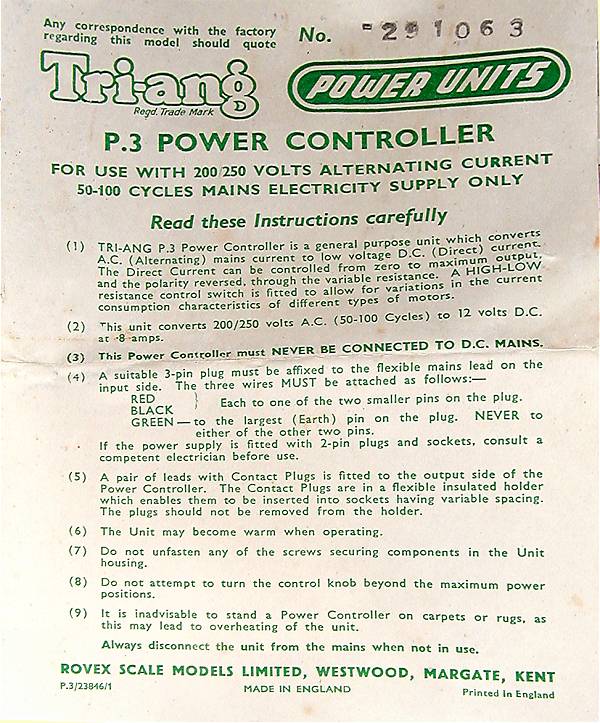 Any correspondence with the factory
regarding this model should quote
No. -291063
Tri-ang
Regd. Trade Mark
POWER UNITS
P.3 POWER CONTROLLER
FOR USE WITH 200/250 VOLTS ALTERNATING CURRENT
50-100 CYCLES MAINS ELECTRICITY SUPPLY ONLY
Read these Instructions carefully
(1) TRI-ANG P.3 Power Controller is a general purpose unit which converts
A.C. (Alternating) mains current to low voltage D.C. (Direct) current.
The Direct Current can be controlled from zero to maximum output,
and the polarity reversed, through the variable resistance. A HIGH-LOW
resistance control switch is fitted to allow for variations in the current
consumption characteristics of different types of motors.
(2) This unit converts 200/250 volts A.C. (50-100 Cycles) to 12 volts D.C.
at ·8 amps.
(3) This Power Controller must NEVER BE CONNECTED TO D.C. MAINS.
(4) A suitable 3-pin plug must be affixed to the flexible mains lead on the
input side. The three wires MUST be attached as follows:—
RED
BLACK } Each to one of the two smaller pins on the plug.
GREEN — to the largest (Earth) pin on the plug. NEVER to
either of the other two pins.
If the power supply is fitted with 2-pin plugs and sockets, consult a
competent electrician before use.
(5) A pair of leads with Contact Plugs is fitted to the output side of the
Power Controller. The Contact Plugs are in a flexible insulated holder
which enables them to be inserted into sockets having variable spacing.
The plugs should not be removed from the holder.
(6) The Unit may become warm when operating.
(7) Do not unfasten any of the screws securing components in the Unit
housing.
(8) Do not attempt to turn the control knob beyond the maximum power
positions.
(9) It is inadvisable to stand a Power Controller on carpets or rugs, as
this may lead to overheating of the unit.
Always disconnect the unit from the mains when not in use.
ROVEX SCALE MODELS LIMITED, WESTWOOD, MARGATE, KENT
P.3/23846/1
MADE IN ENGLAND
Printed in England